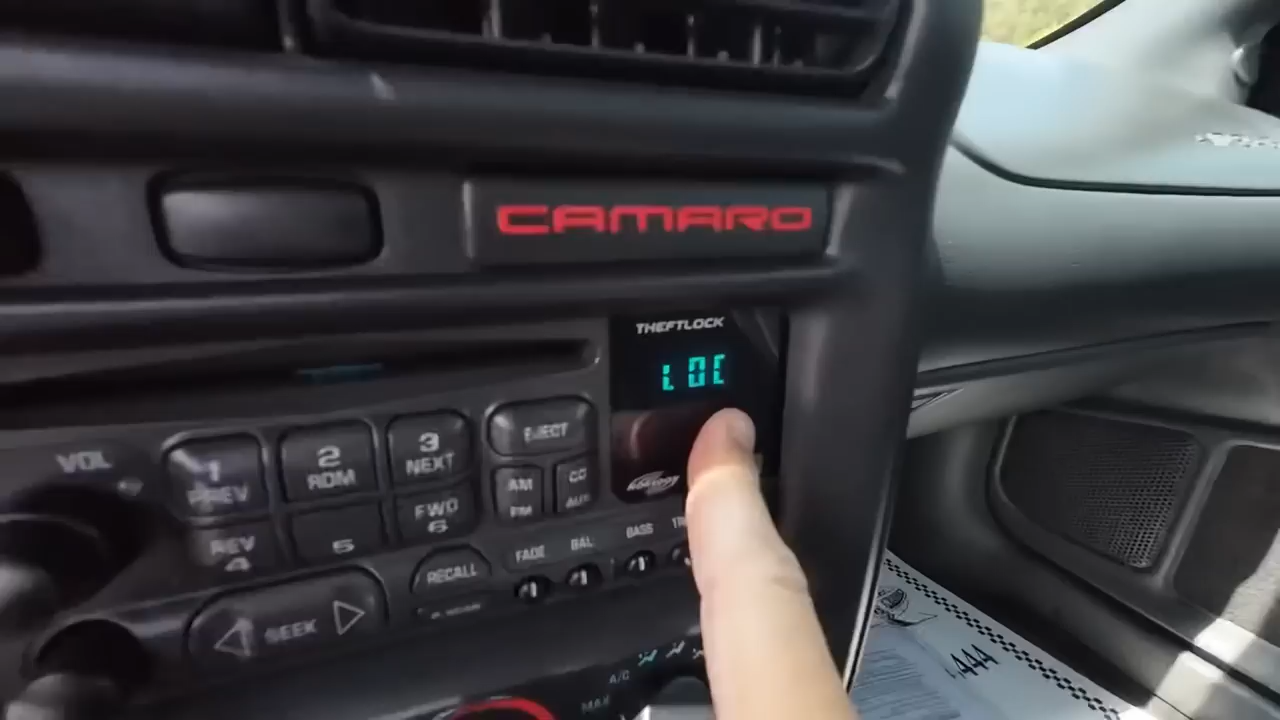 CAMARO
THEFTLOCK
LOC
VOL
1 PREV
2 RDM
3 NEXT
EJECT
AM FM
CD AUX
REV 4
5
FWD 6
RECALL
FADE
BAL
BASS
SEEK
A/C
MAX
444